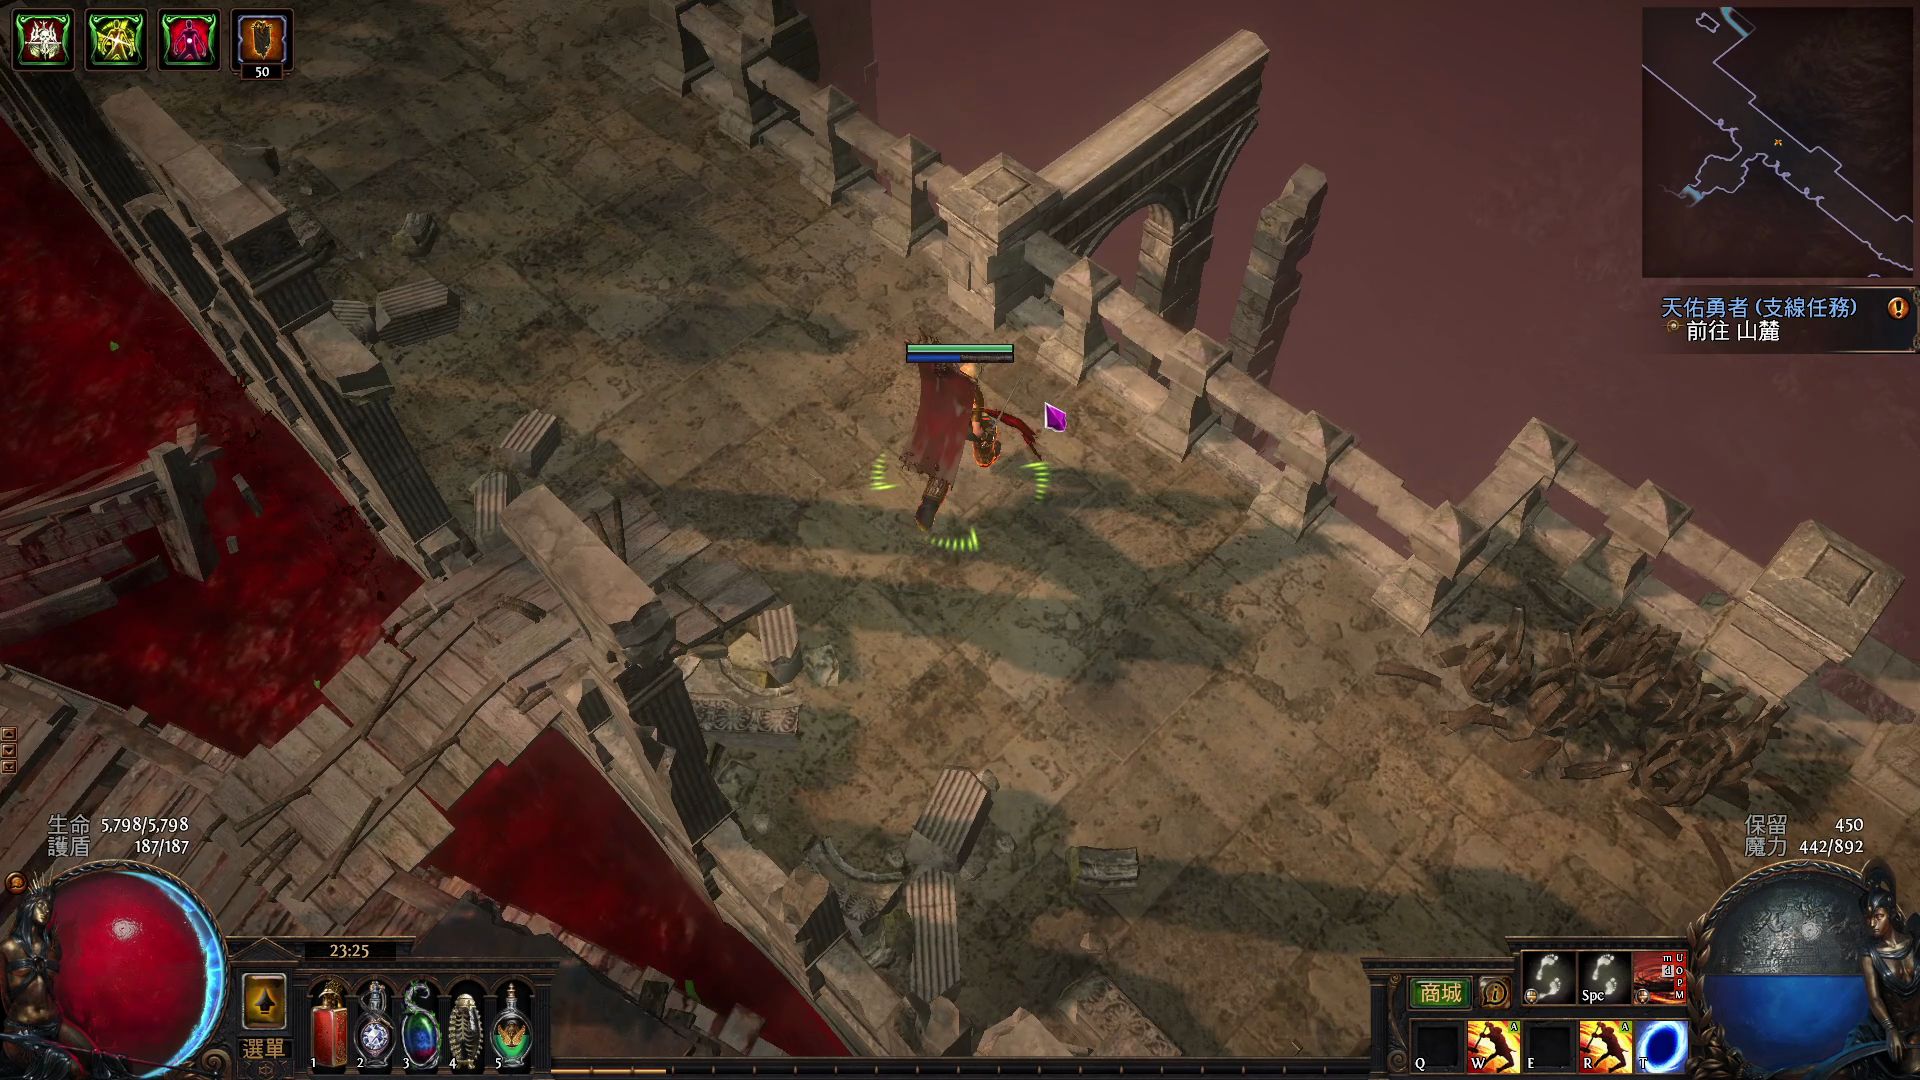 50
天佑勇者 (支線任務)
前往 山麓
生命 5,798/5,798
護盾 187/187
保留 450
魔力 442/892
23:25
選單
1 2 3 4 5
商城
Spc
m U
d O
P
M
Q W A E R A T